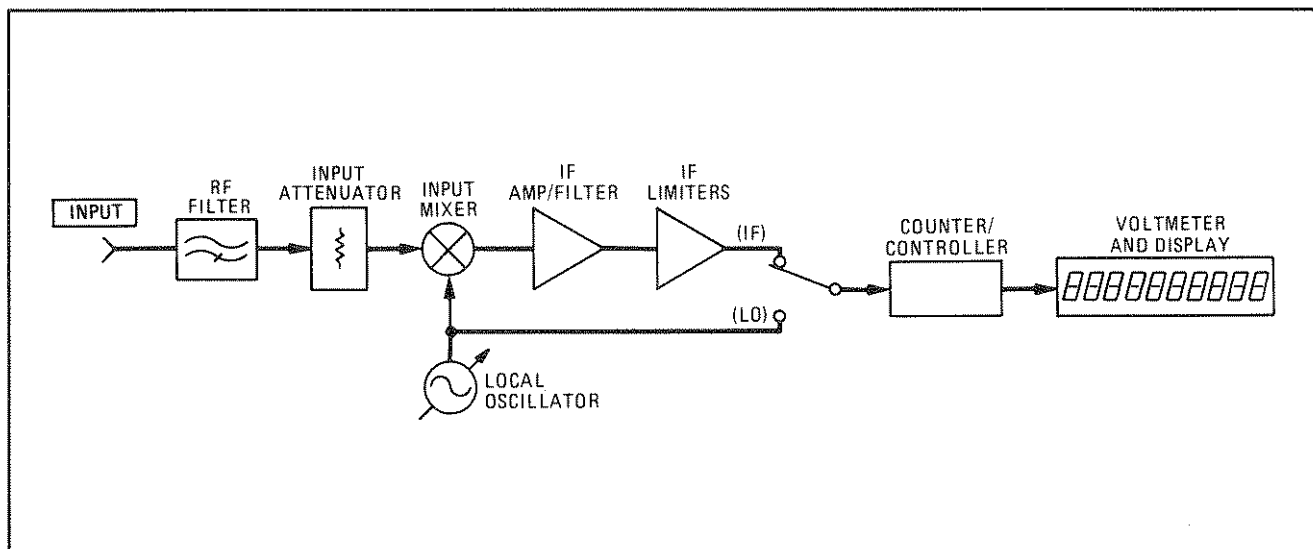 INPUT
RF
FILTER
INPUT
ATTENUATOR
INPUT
MIXER
IF
AMP/FILTER
IF
LIMITERS
(IF)
(LO)
LOCAL
OSCILLATOR
COUNTER/
CONTROLLER
VOLTMETER
AND DISPLAY
8888888888